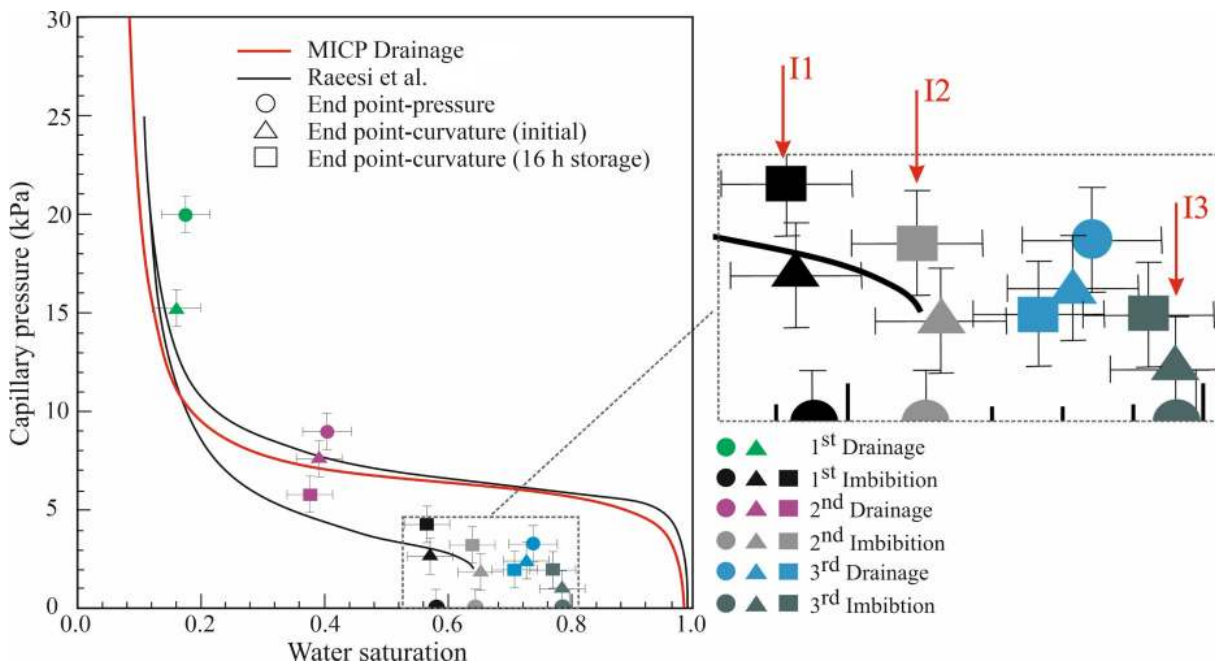 30
25
20
15
10
5
0
Capillary pressure (kPa)
MICP Drainage
Raeesi et al.
End point-pressure
End point-curvature (initial)
End point-curvature (16 h storage)
0.0
0.2
0.4
0.6
0.8
1.0
Water saturation
I1
I2
I3
1st Drainage
1st Imbibition
2nd Drainage
2nd Imbibition
3rd Drainage
3rd Imbibtion